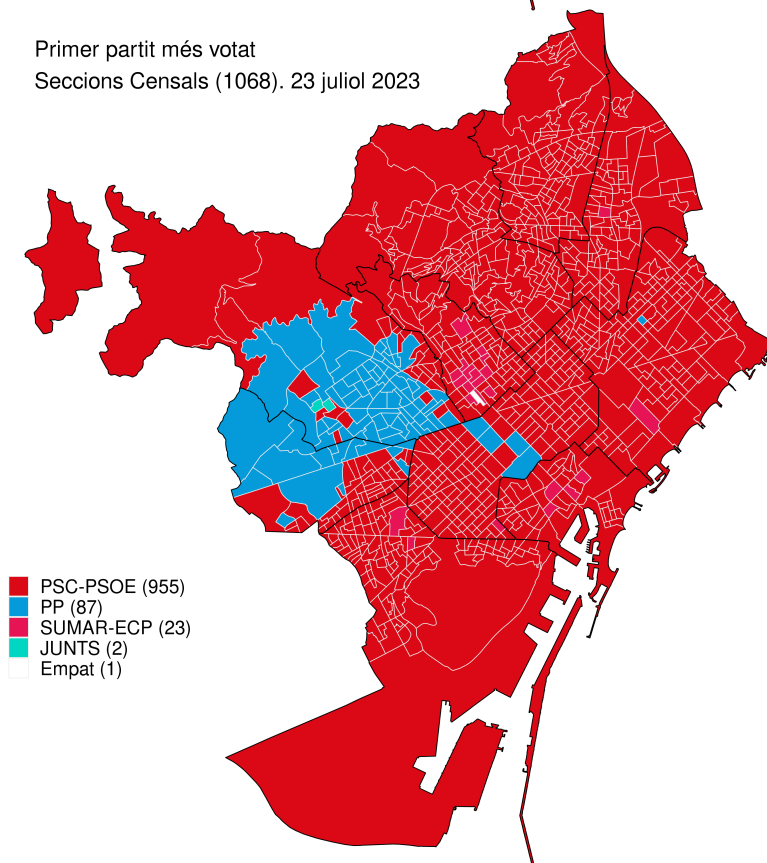 Primer partit més votat
Seccions Censals (1068). 23 juliol 2023
PSC-PSOE (955)
PP (87)
SUMAR-ECP (23)
JUNTS (2)
Empat (1)